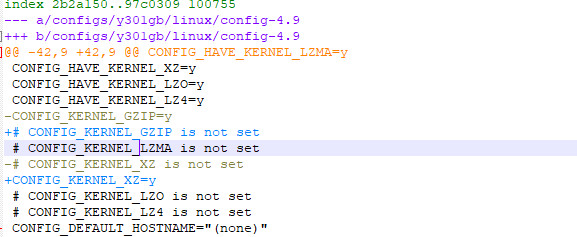 index 2b2a150..97c0309 100755
--- a/configs/y301gb/linux/config-4.9
+++ b/configs/y301gb/linux/config-4.9
@@ -42,9 +42,9 @@ CONFIG_HAVE_KERNEL_LZMA=y
 CONFIG_HAVE_KERNEL_XZ=y
 CONFIG_HAVE_KERNEL_LZO=y
 CONFIG_HAVE_KERNEL_LZ4=y
-CONFIG_KERNEL_GZIP=y
+# CONFIG_KERNEL_GZIP is not set
 # CONFIG_KERNEL_LZMA is not set
-# CONFIG_KERNEL_XZ is not set
+CONFIG_KERNEL_XZ=y
 # CONFIG_KERNEL_LZO is not set
 # CONFIG_KERNEL_LZ4 is not set
 CONFIG_DEFAULT_HOSTNAME="(none)"